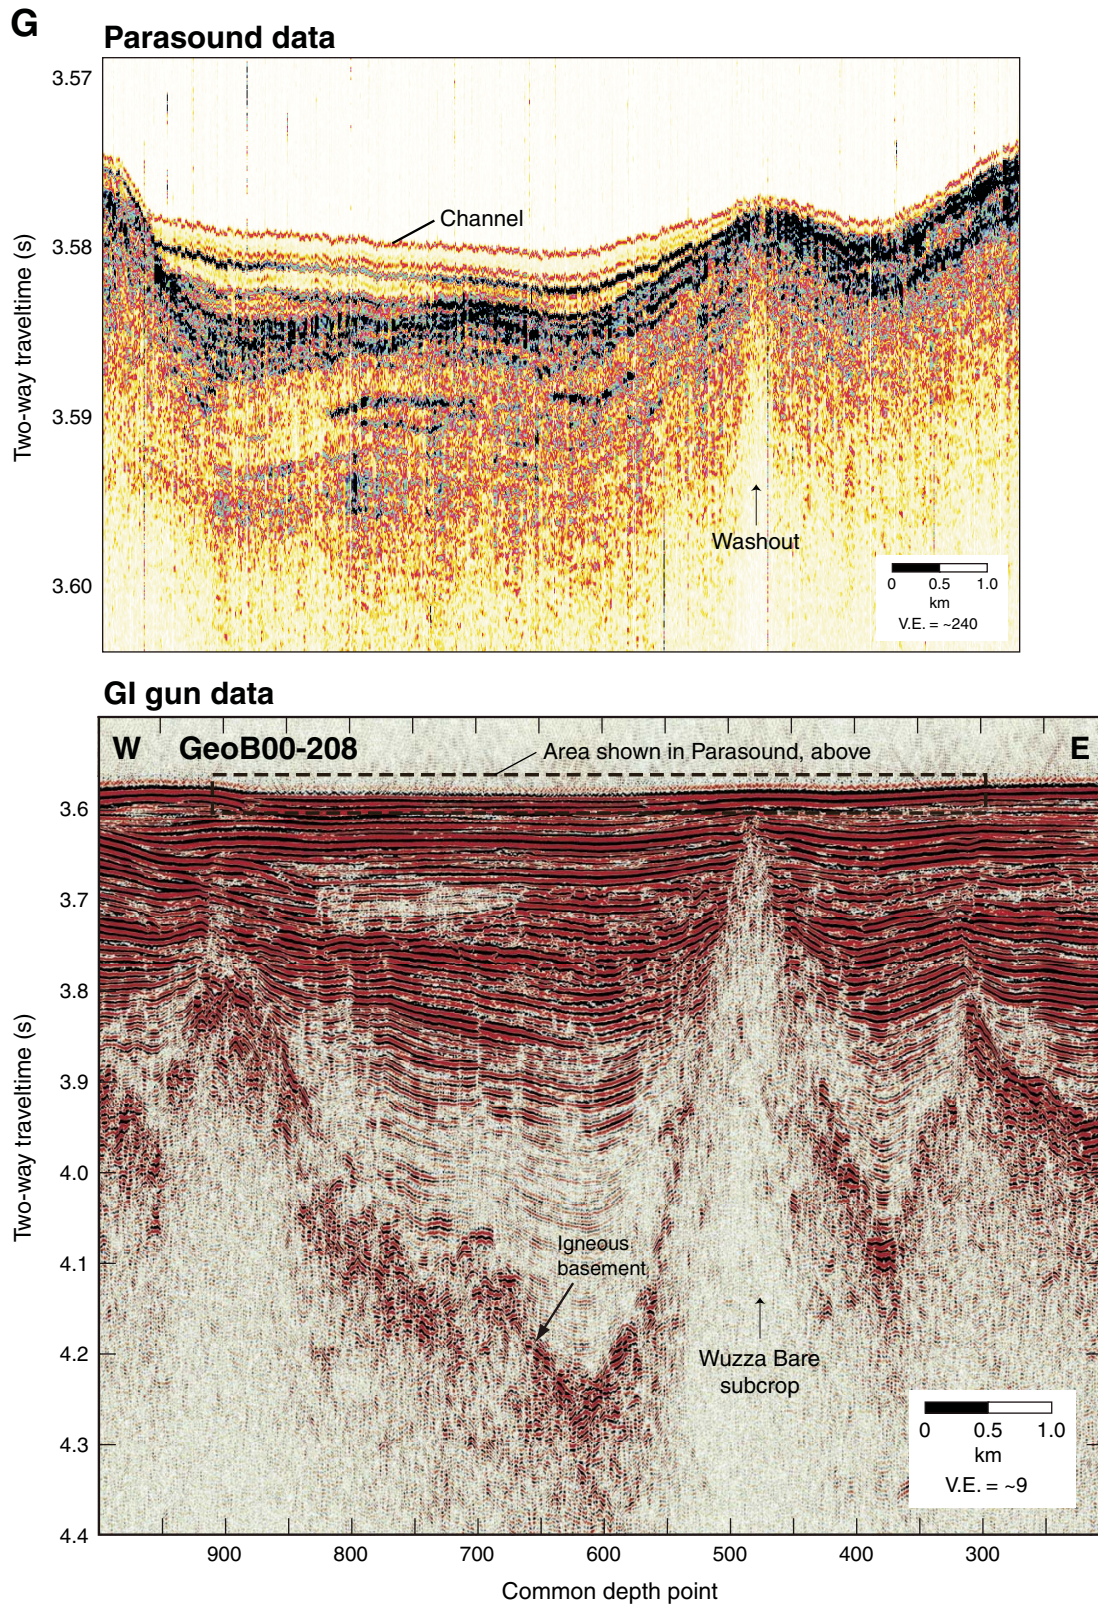 G
Parasound data
3.57
3.58
3.59
3.60
Two-way traveltime (s)
Channel
Washout
0 0.5 1.0
km
V.E. = ~240
GI gun data
W GeoB00-208 E
Area shown in Parasound, above
3.6
3.7
3.8
3.9
4.0
4.1
4.2
4.3
4.4
Two-way traveltime (s)
Igneous
basement
Wuzza Bare
subcrop
0 0.5 1.0
km
V.E. = ~9
900 800 700 600 500 400 300
Common depth point